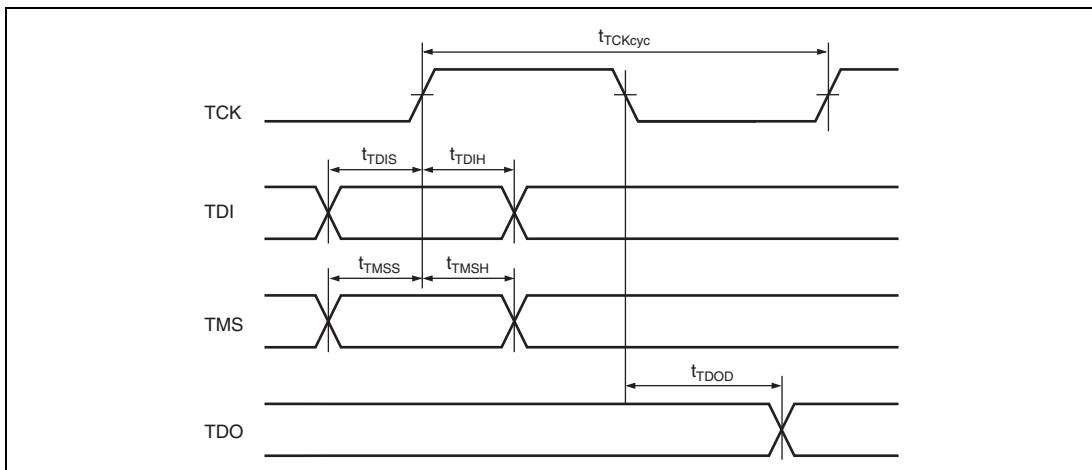 tTCKcyc
TCK
tTDIS tTDIH
TDI
tTMSS tTMSH
TMS
tTDOD
TDO